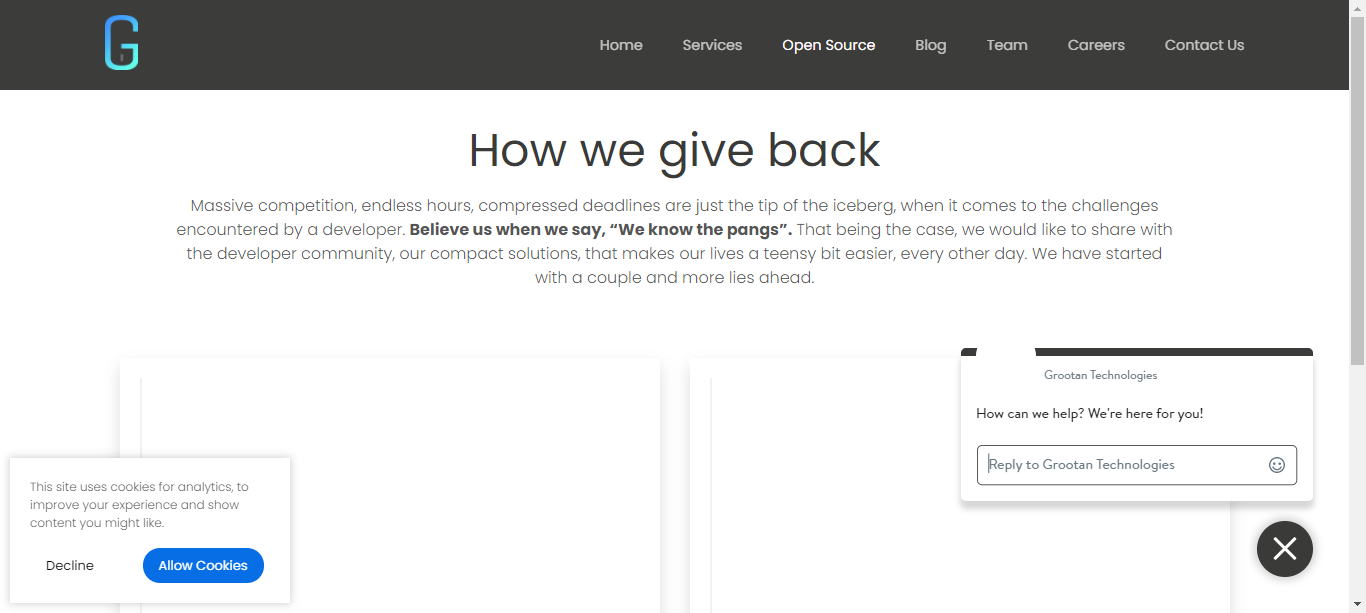 G
Home Services Open Source Blog Team Careers Contact Us
How we give back
Massive competition, endless hours, compressed deadlines are just the tip of the iceberg, when it comes to the challenges
encountered by a developer. Believe us when we say, “We know the pangs”. That being the case, we would like to share with
the developer community, our compact solutions, that makes our lives a teensy bit easier, every other day. We have started
with a couple and more lies ahead.
Grootan Technologies
How can we help? We're here for you!
Reply to Grootan Technologies
This site uses cookies for analytics, to
improve your experience and show
content you might like.
Decline Allow Cookies